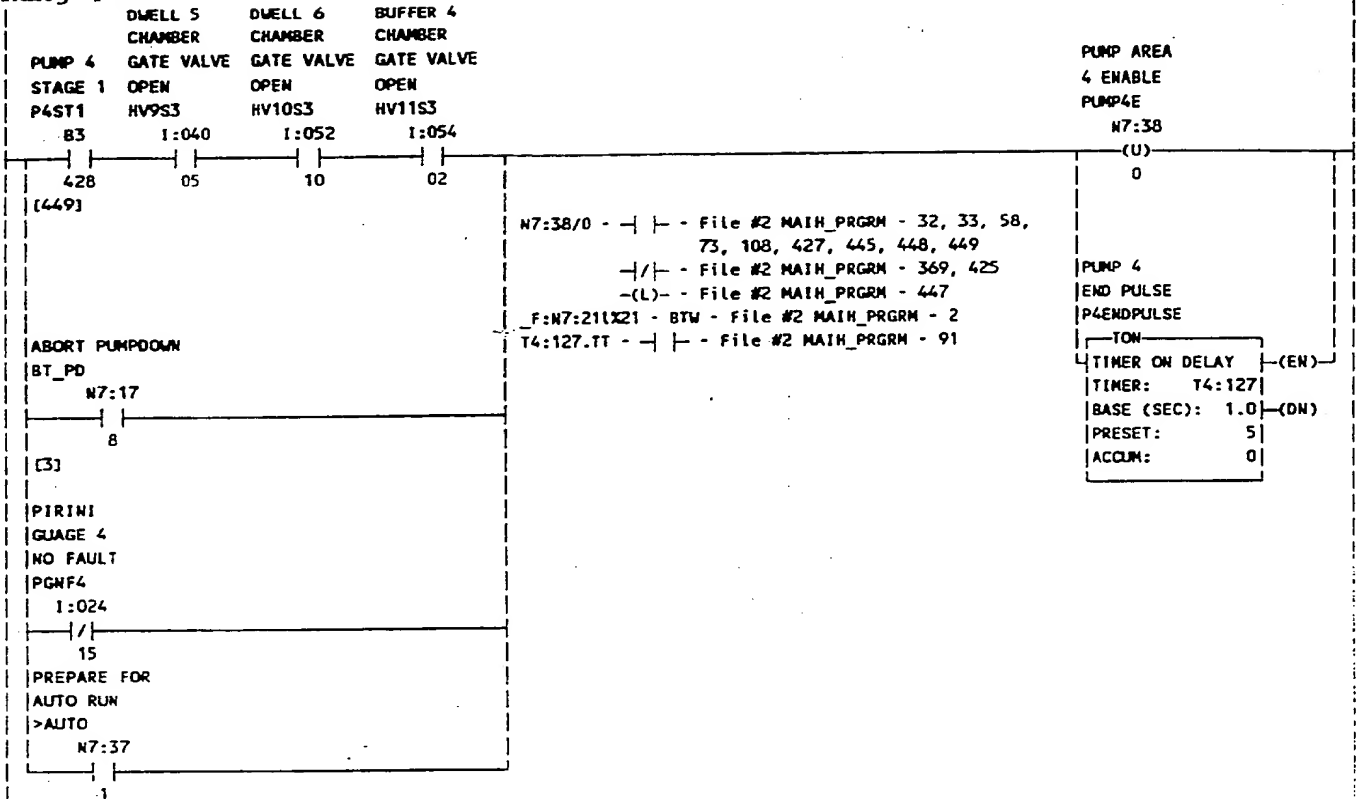 DWELL 5 DWELL 6 BUFFER 4
CHAMBER CHAMBER CHAMBER
PUMP 4 GATE VALVE GATE VALVE GATE VALVE
STAGE 1 OPEN OPEN OPEN
P4ST1 HV9S3 HV10S3 HV11S3
B3 I:040 I:052 I:054
428 05 10 02
[449]
PUMP AREA
4 ENABLE
PUMP4E
N7:38
(U)
0
N7:38/0 - -| |- - File #2 MAIN_PRGRM - 32, 33, 58,
73, 108, 427, 445, 448, 449
-|/|- - File #2 MAIN_PRGRM - 369, 425
-(L)- - File #2 MAIN_PRGRM - 447
_F:N7:211%21 - BTW - File #2 MAIN_PRGRM - 2
T4:127.TT - -| |- - File #2 MAIN_PRGRM - 91
PUMP 4
END PULSE
P4ENDPULSE
TON
TIMER ON DELAY (EN)
TIMER: T4:127
BASE (SEC): 1.0 (DN)
PRESET: 5
ACCUM: 0
ABORT PUMPDOWN
BT_PD
N7:17
8
[3]
PIRINI
GUAGE 4
NO FAULT
PGNF4
I:024
15
PREPARE FOR
AUTO RUN
>AUTO
N7:37
1